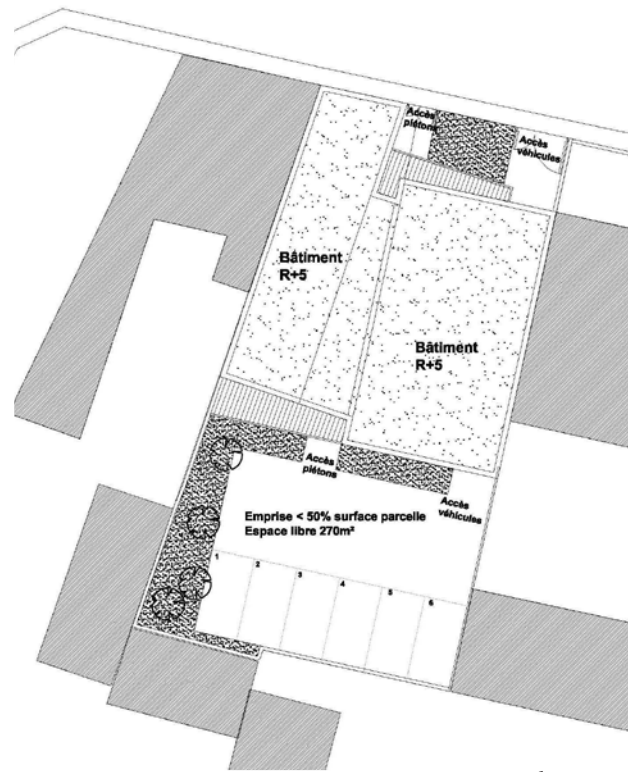 Accès
piétons
Accès
véhicules
Bâtiment
R+5
Bâtiment
R+5
Accès
piétons
Accès
véhicules
Emprise < 50% surface parcelle
Espace libre 270m²
1
2
3
4
5
6